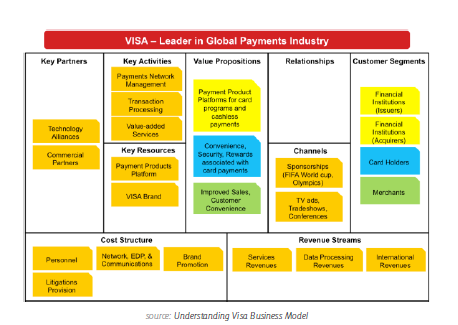 VISA – Leader in Global Payments Industry
Key Partners
Technology
Alliances
Commercial
Partners
Key Activities
Payments Network
Management
Transaction
Processing
Value-added
Services
Key Resources
Payment Products
Platform
VISA Brand
Value Propositions
Payment Product
Platforms for card
programs and
cashless
payments
Convenience,
Security, Rewards
associated with
card payments
Improved Sales,
Customer
Convenience
Relationships
Channels
Sponsorships
(FIFA World cup,
Olympics)
TV ads,
Tradeshows,
Conferences
Customer Segments
Financial
Institutions
(Issuers)
Financial
Institutions
(Acquirers)
Card Holders
Merchants
Cost Structure
Personnel
Network, EDP, &
Communications
Brand
Promotion
Litigations
Provision
Revenue Streams
Services
Revenues
Data Processing
Revenues
International
Revenues
source: Understanding Visa Business Model